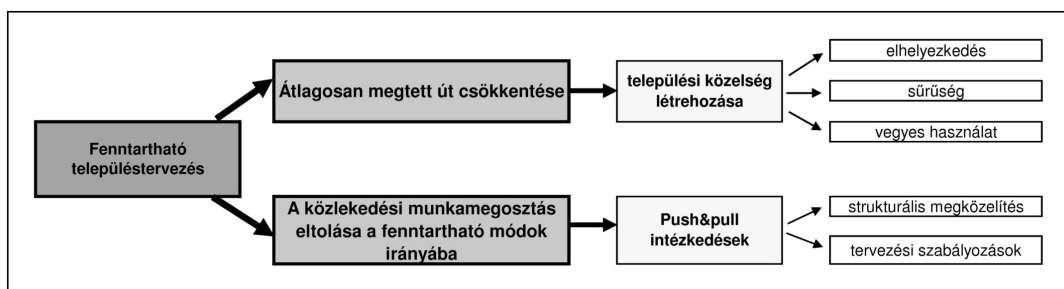 Fenntartható
településtervezés
Átlagosan megtett út csökkentése
települési közelség
létrehozása
elhelyezkedés
sűrűség
vegyes használat
A közlekedési munkamegosztás
eltolása a fenntartható módok
irányába
Push&pull
intézkedések
strukturális megközelítés
tervezési szabályozások